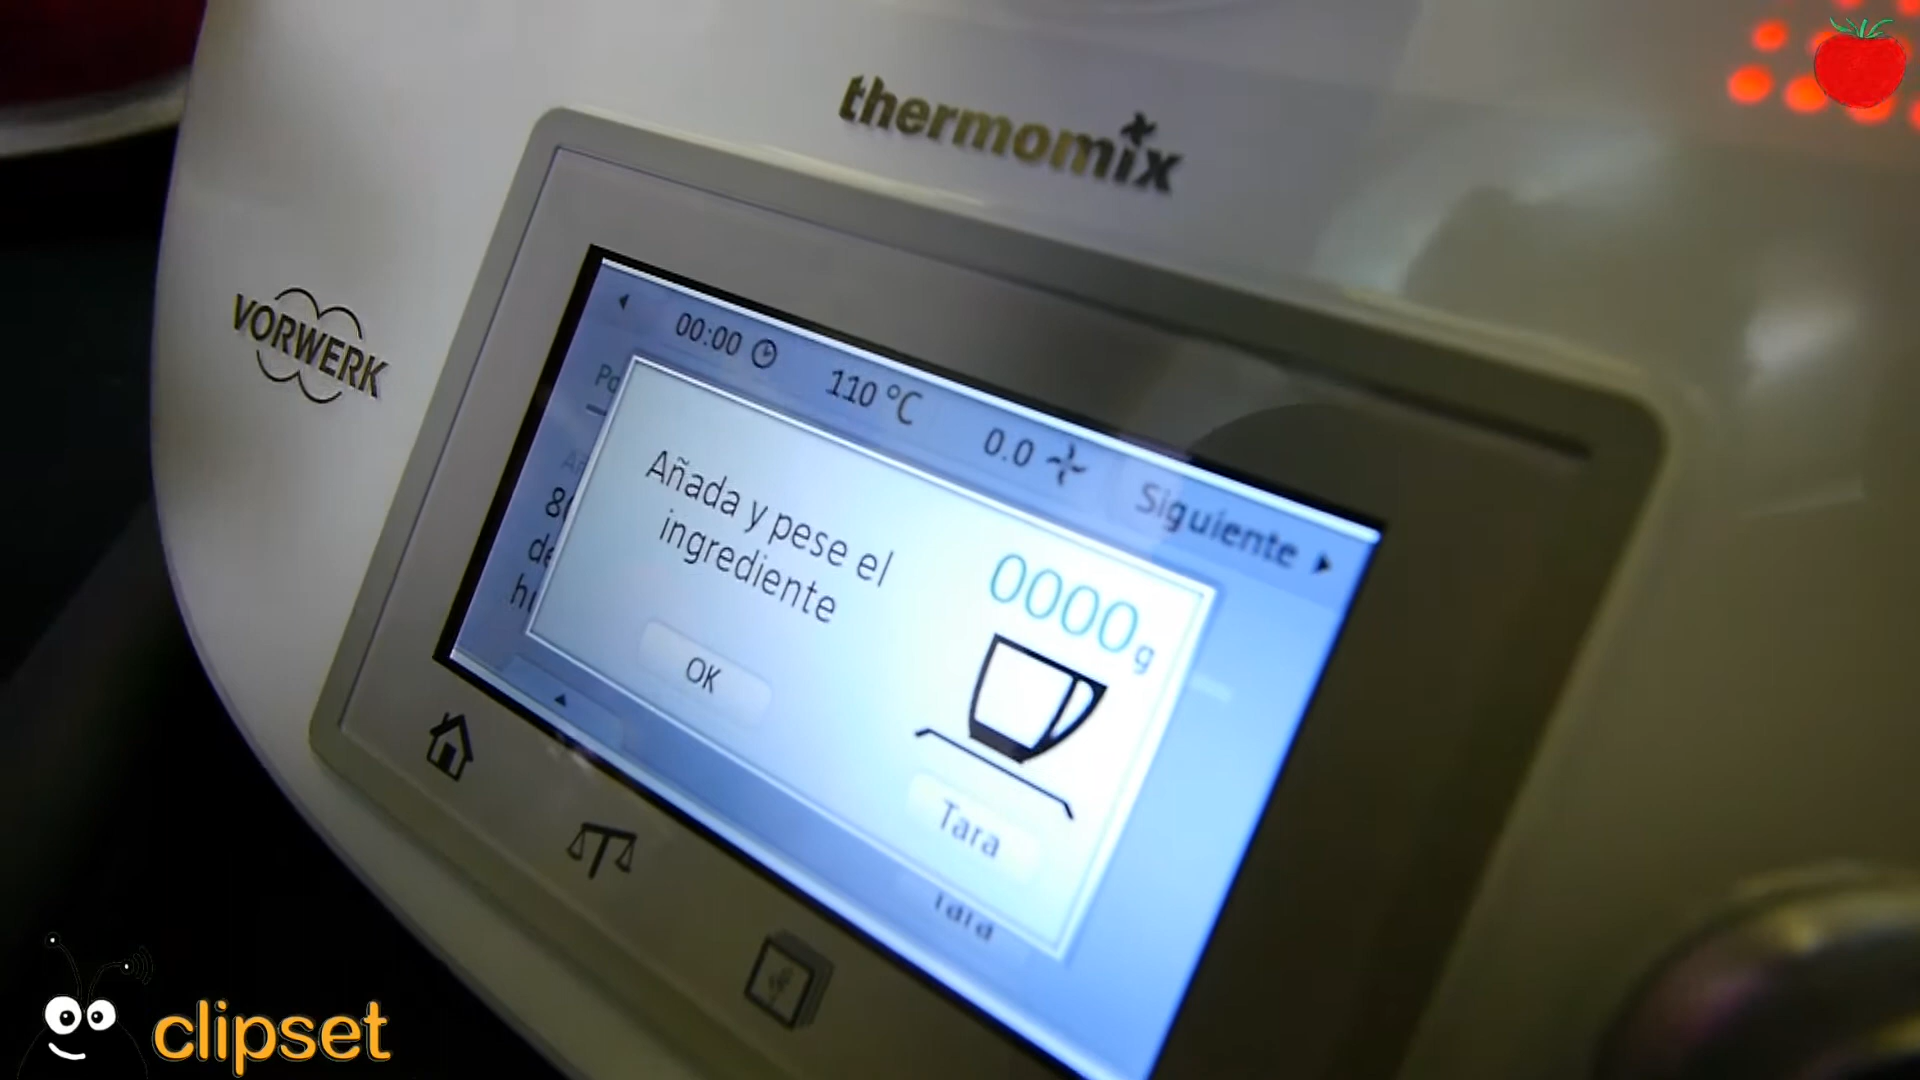 thermomix
VORWERK
00:00
110 °C
0.0
Siguiente
Añada y pese el
ingrediente
0000g
OK
Tara
clipset